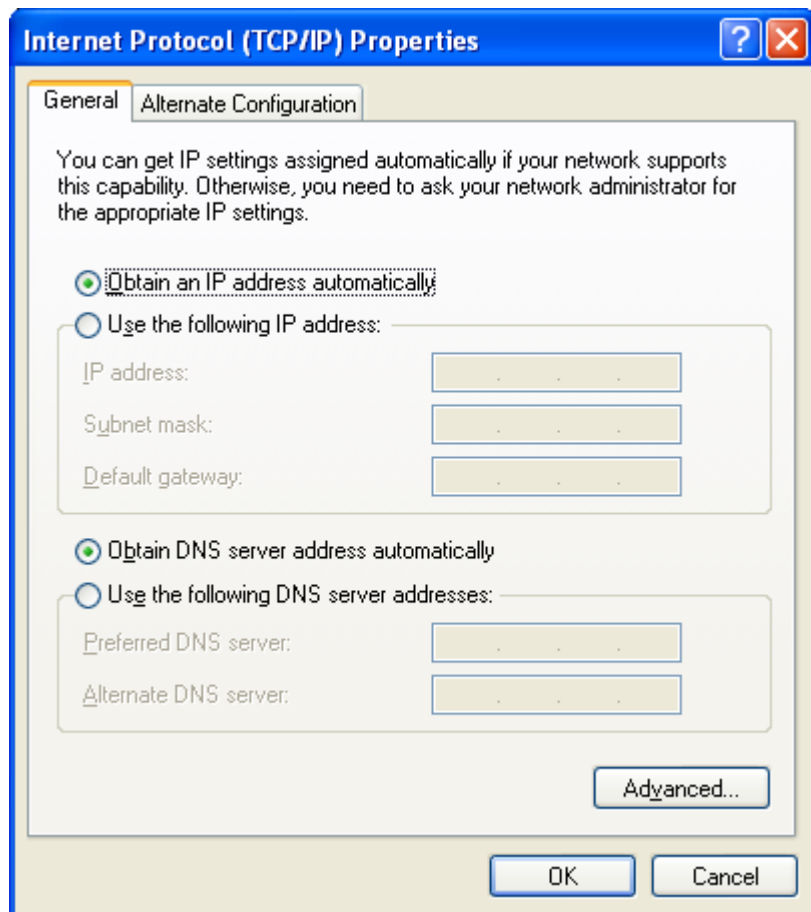 Internet Protocol (TCP/IP) Properties
General
Alternate Configuration
You can get IP settings assigned automatically if your network supports
this capability. Otherwise, you need to ask your network administrator for
the appropriate IP settings.
Obtain an IP address automatically
Use the following IP address:
IP address:
Subnet mask:
Default gateway:
Obtain DNS server address automatically
Use the following DNS server addresses:
Preferred DNS server:
Alternate DNS server:
Advanced...
OK
Cancel